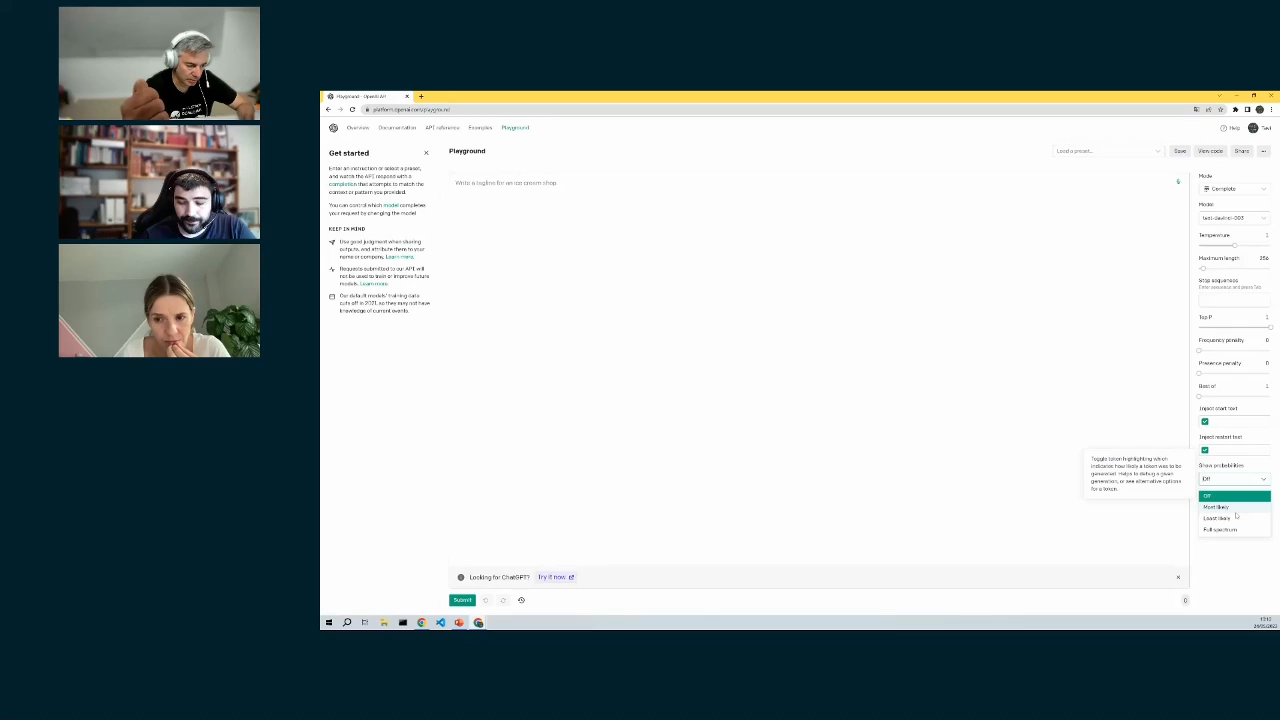 Playground - OpenAI API
platform.openai.com/playground
Overview
Documentation
API reference
Examples
Playground
Help
Tavi
Get started
Enter an instruction or select a preset,
and watch the API respond with a
completion that attempts to match the
context or pattern you provided.
You can control which model completes
your request by changing the model
KEEP IN MIND
Use good judgment when sharing
outputs, and attribute them to your
name or company. Learn more.
Requests submitted to our API will
not be used to train or improve future
models. Learn more.
Our default models' training data
cuts off in 2021, so they may not have
knowledge of current events.
Playground
Load a preset...
Save
View code
Share
Write a tagline for an ice cream shop
Mode
Complete
Model
text-davinci-003
Temperature 1
Maximum length 256
Stop sequences
Enter sequence and press Tab
Top P 1
Frequency penalty 0
Presence penalty 0
Best of 1
Inject start text
Inject restart text
Show probabilities
Off
Off
Most likely
Least likely
Full spectrum
Toggle token highlighting which
indicates how likely a token was to be
generated. Helps to debug a given
generation, or see alternative options
for a token.
Looking for ChatGPT? Try it now
Submit
0